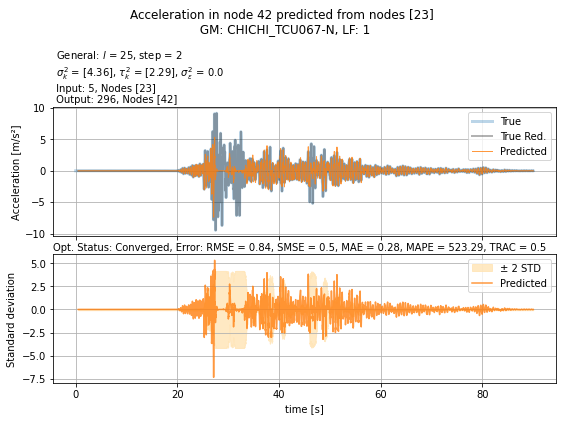 Acceleration in node 42 predicted from nodes [23]
GM: CHICHI_TCU067-N, LF: 1
General: l = 25, step = 2
σ²ₖ = [4.36], τ²ₖ = [2.29], σ²ε = 0.0
Input: 5, Nodes [23]
Output: 296, Nodes [42]
10
5
0
−5
−10
Acceleration [m/s²]
True
True Red.
Predicted
Opt. Status: Converged, Error: RMSE = 0.84, SMSE = 0.5, MAE = 0.28, MAPE = 523.29, TRAC = 0.5
5.0
2.5
0.0
−2.5
−5.0
−7.5
Standard deviation
± 2 STD
Predicted
0 20 40 60 80
time [s]